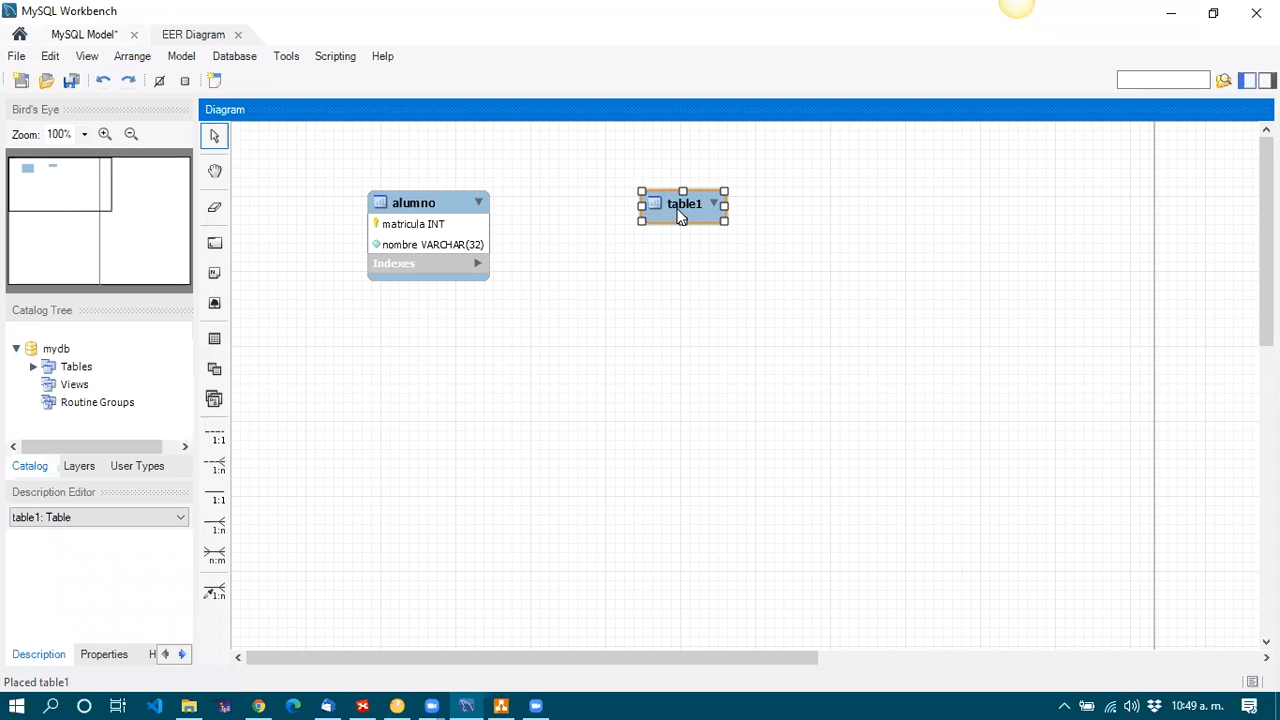 MySQL Workbench
MySQL Model*
EER Diagram
File Edit View Arrange Model Database Tools Scripting Help
Bird's Eye
Zoom: 100%
Diagram
alumno
matricula INT
nombre VARCHAR(32)
Indexes
table1
Catalog Tree
mydb
Tables
Views
Routine Groups
Catalog Layers User Types
Description Editor
table1: Table
1:1
1:n
1:1
1:n
n:m
1:n
Description Properties H
Placed table1
10:49 a. m.